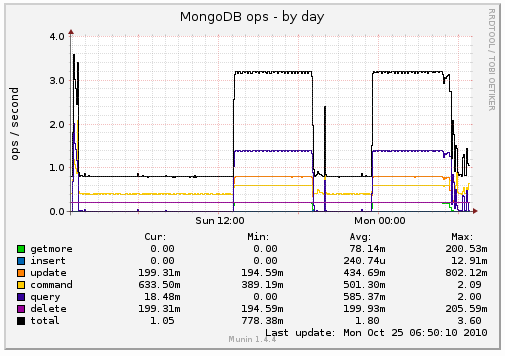 MongoDB ops - by day
RRDTOOL / TOBI OETIKER
ops / second
4.0
3.0
2.0
1.0
0.0
Sun 12:00 Mon 00:00
Cur: Min: Avg: Max:
getmore 0.00 0.00 78.14m 200.53m
insert 0.00 0.00 240.74u 12.91m
update 199.31m 194.59m 434.69m 802.12m
command 633.50m 389.19m 501.30m 2.09
query 18.48m 0.00 585.37m 2.00
delete 199.31m 194.59m 199.93m 205.59m
total 1.05 778.38m 1.80 3.60
Last update: Mon Oct 25 06:50:10 2010
Munin 1.4.4